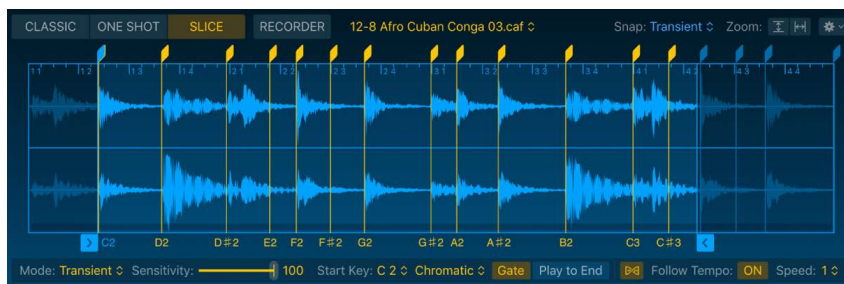 CLASSIC ONE SHOT SLICE RECORDER 12-8 Afro Cuban Conga 03.caf Snap: Transient Zoom:
1 1 1 2 1 3 1 4 2 1 2 2 2 3 2 4 3 1 3 2 3 3 3 4 4 1 4 2 4 3 4 4
C2 D2 D♯2 E2 F2 F♯2 G2 G♯2 A2 A♯2 B2 C3 C♯3
Mode: Transient Sensitivity: 100 Start Key: C 2 Chromatic Gate Play to End Follow Tempo: ON Speed: 1